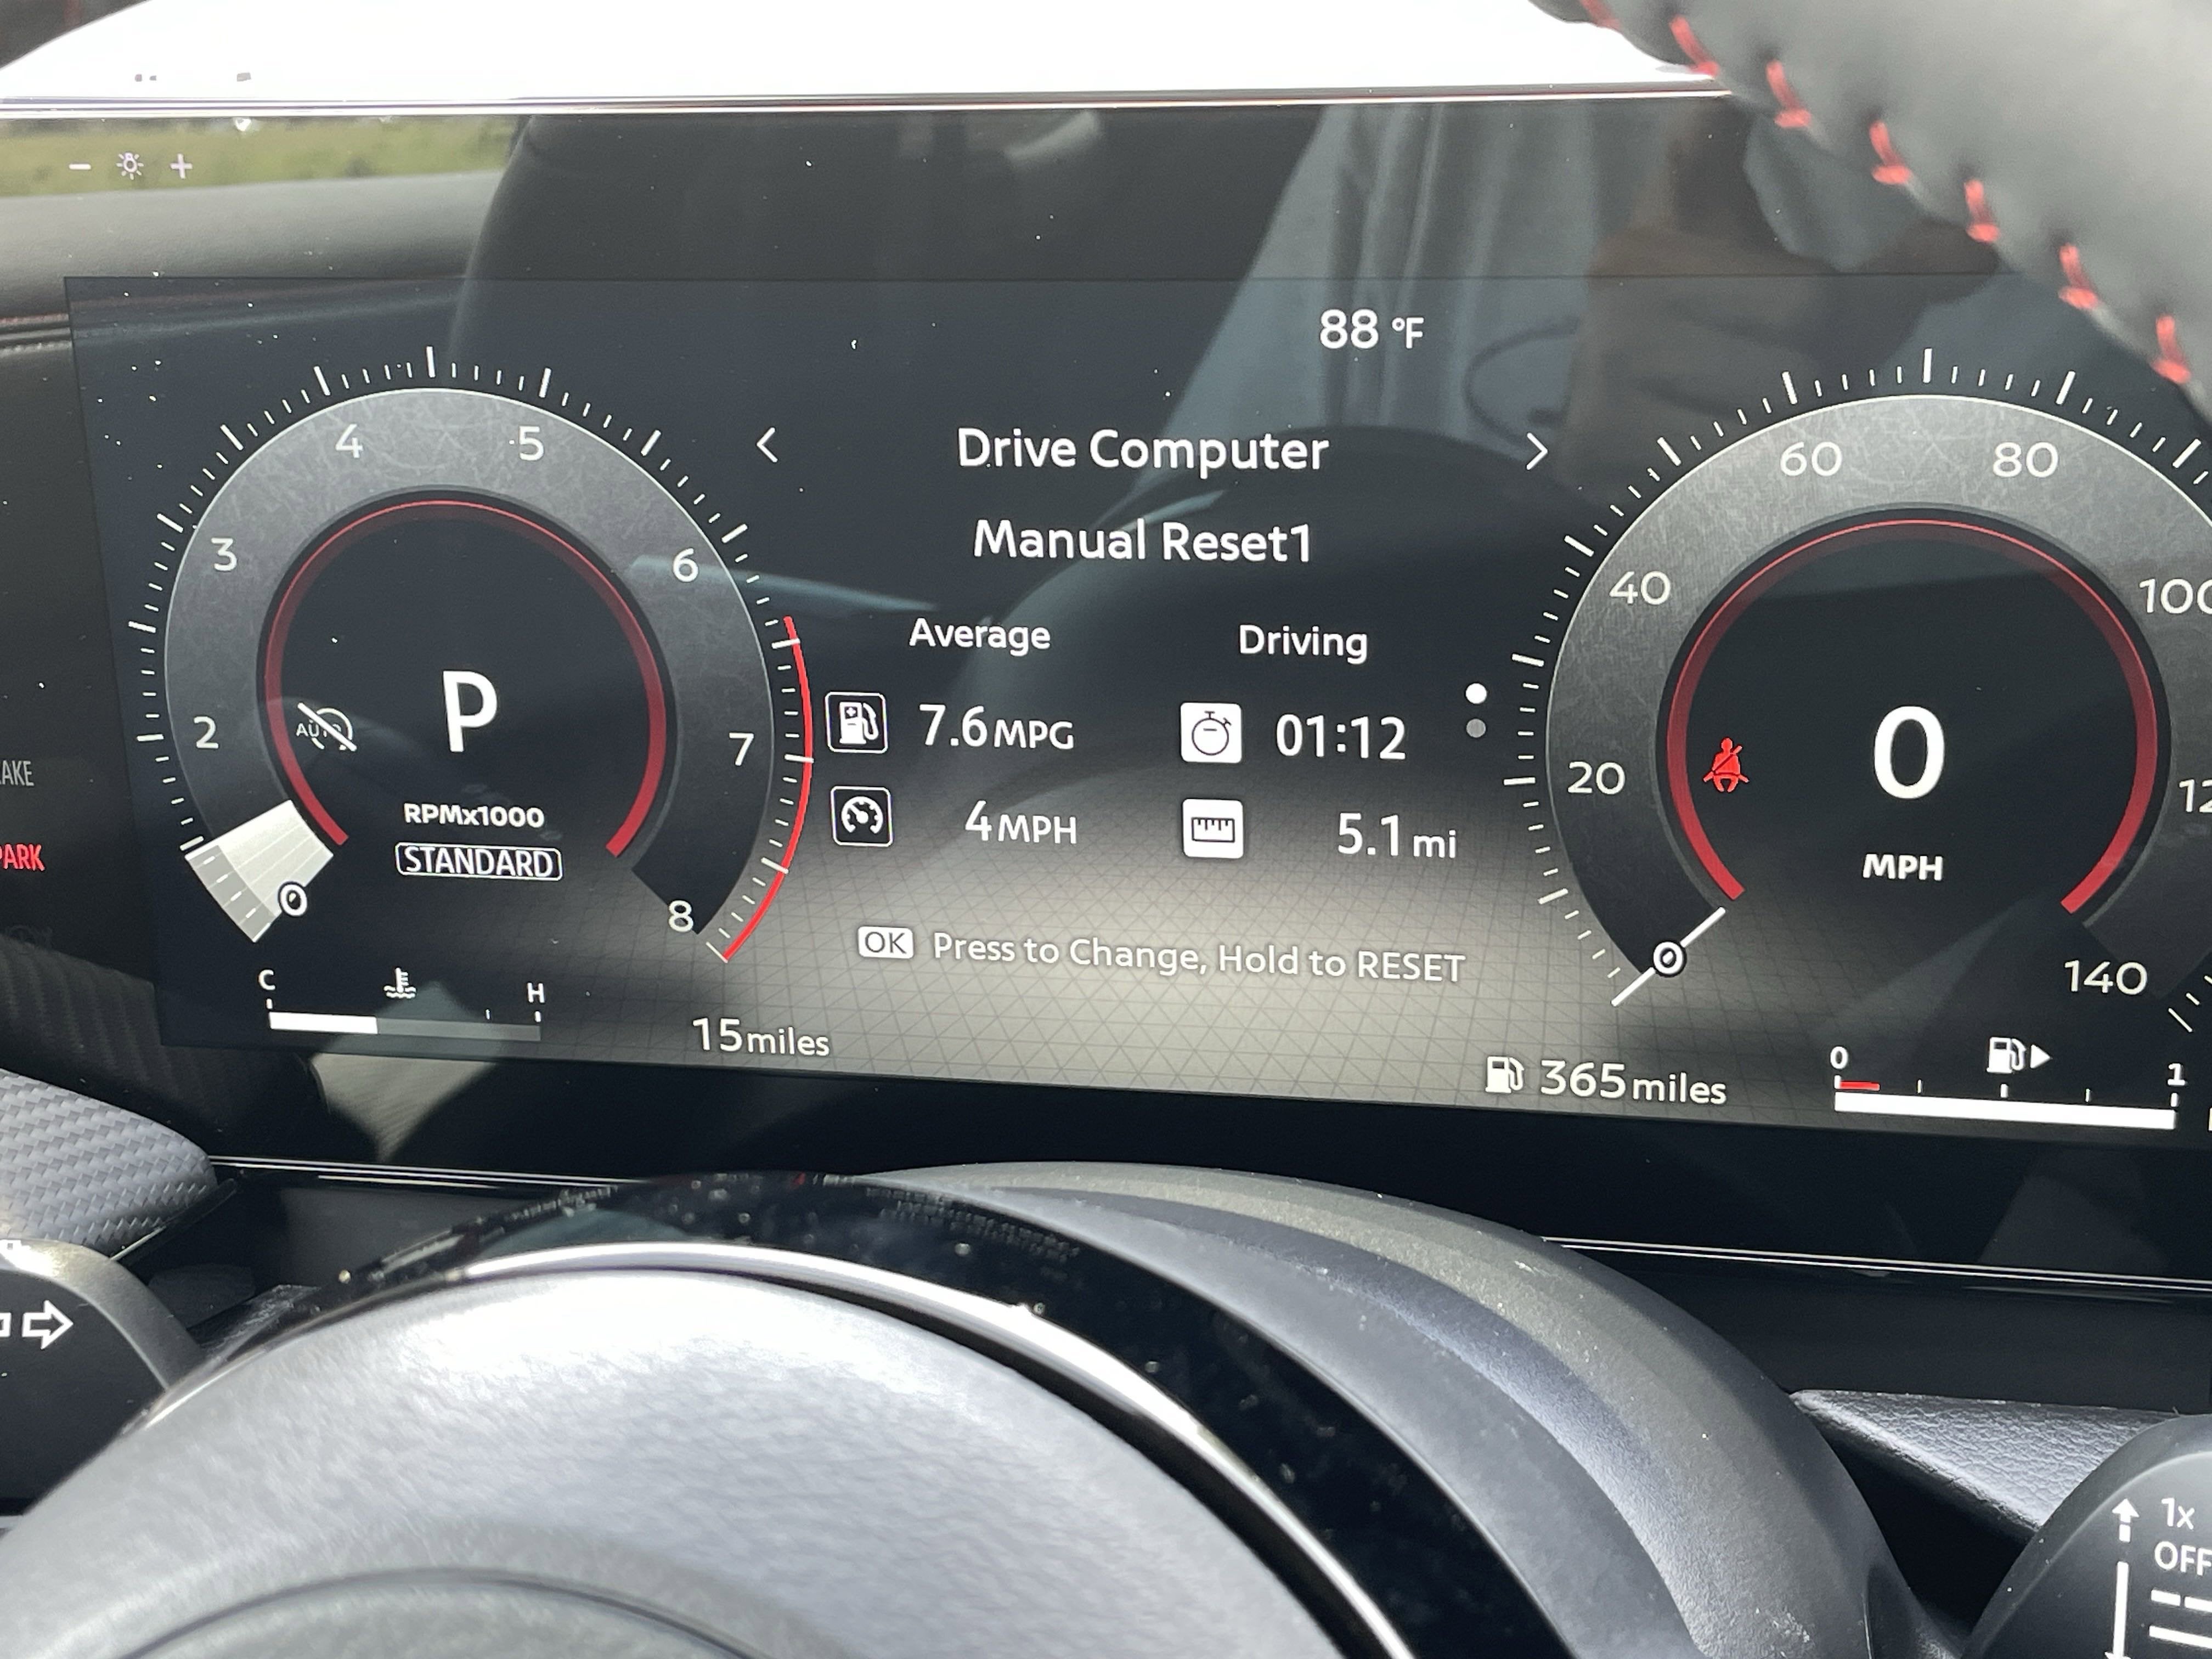 − +
88 °F
Drive Computer
Manual Reset1
Average Driving
7.6 MPG 01:12
4 MPH 5.1 mi
OK Press to Change, Hold to RESET
0 2 3 4 5 6 7 8
AUTO
P
RPMx1000
STANDARD
C H
15 miles
365 miles
0 20 40 60 80 140
0
MPH
0 1
PARK
1x
OFF